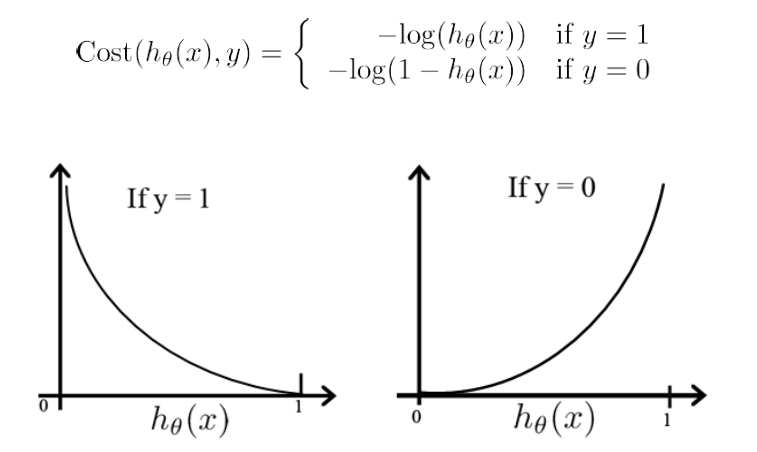 Cost(hθ(x), y) = { −log(hθ(x)) if y = 1
−log(1 − hθ(x)) if y = 0
If y = 1
0
1
hθ(x)
If y = 0
0
1
hθ(x)